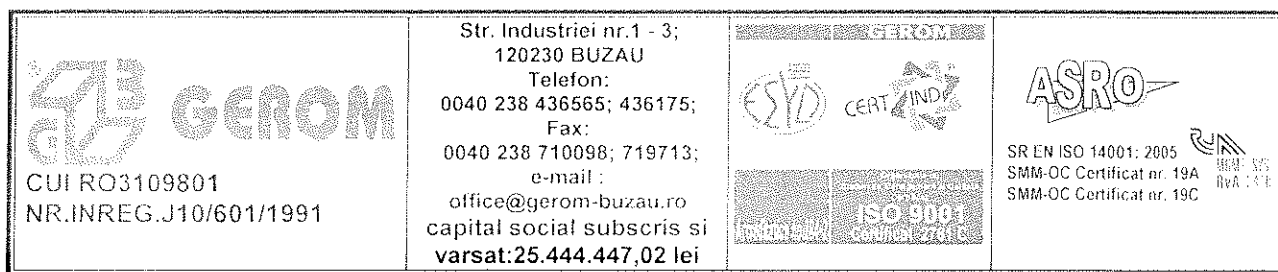 GEROM
CUI RO3109801
NR.INREG.J10/601/1991
Str. Industriei nr.1 - 3;
120230 BUZAU
Telefon:
0040 238 436565; 436175;
Fax:
0040 238 710098; 719713;
e-mail :
office@gerom-buzau.ro
capital social subscris si
varsat:25.444.447,02 lei
GEROM
ESYD
CERT IND
ISO 9001
ASRO
SR EN ISO 14001: 2005
SMM-OC Certificat nr. 19A
SMM-OC Certificat nr. 19C